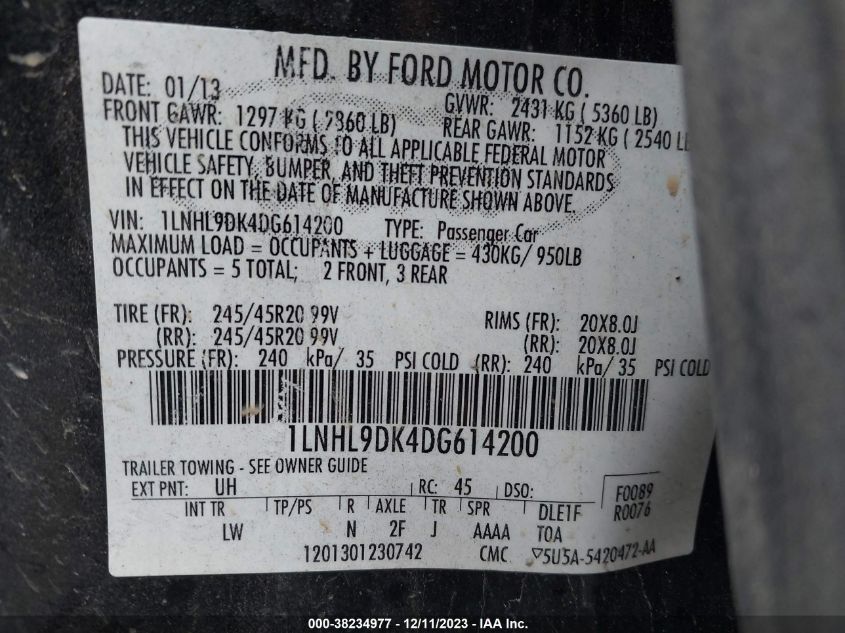 MFD. BY FORD MOTOR CO.
DATE: 01/13 GVWR: 2431 KG ( 5360 LB)
FRONT GAWR: 1297 KG ( 2860 LB) REAR GAWR: 1152 KG ( 2540 LB
THIS VEHICLE CONFORMS TO ALL APPLICABLE FEDERAL MOTOR
VEHICLE SAFETY, BUMPER, AND THEFT PREVENTION STANDARDS
IN EFFECT ON THE DATE OF MANUFACTURE SHOWN ABOVE.
VIN: 1LNHL9DK4DG614200 TYPE: Passenger Car
MAXIMUM LOAD = OCCUPANTS + LUGGAGE = 430KG/ 950LB
OCCUPANTS = 5 TOTAL; 2 FRONT, 3 REAR
TIRE (FR): 245/45R20 99V RIMS (FR): 20X8.0J
(RR): 245/45R20 99V (RR): 20X8.0J
PRESSURE (FR): 240 kPa/ 35 PSI COLD (RR): 240 kPa/ 35 PSI COLD
1LNHL9DK4DG614200
TRAILER TOWING - SEE OWNER GUIDE
EXT PNT: UH RC: 45 DSO: F0089
INT TR TP/PS R AXLE TR SPR DLE1F R0076
LW N 2F J AAAA TOA
1201301230742 CMC ▽5U5A-5420472-AA
000-38234977 - 12/11/2023 - IAA Inc.